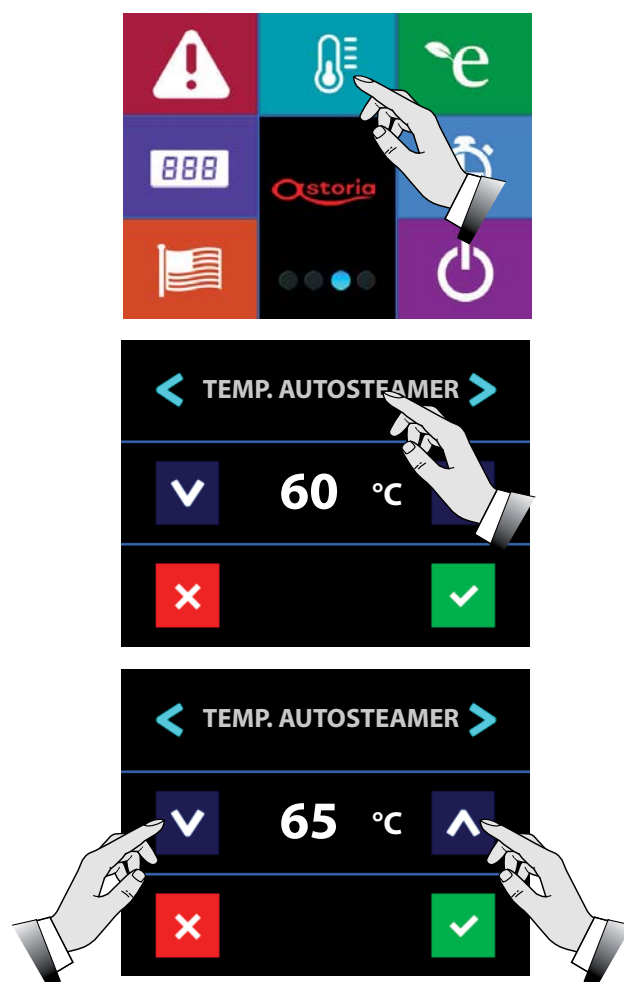 e
888
astoria
TEMP. AUTOSTEAMER
60 °C
TEMP. AUTOSTEAMER
65 °C